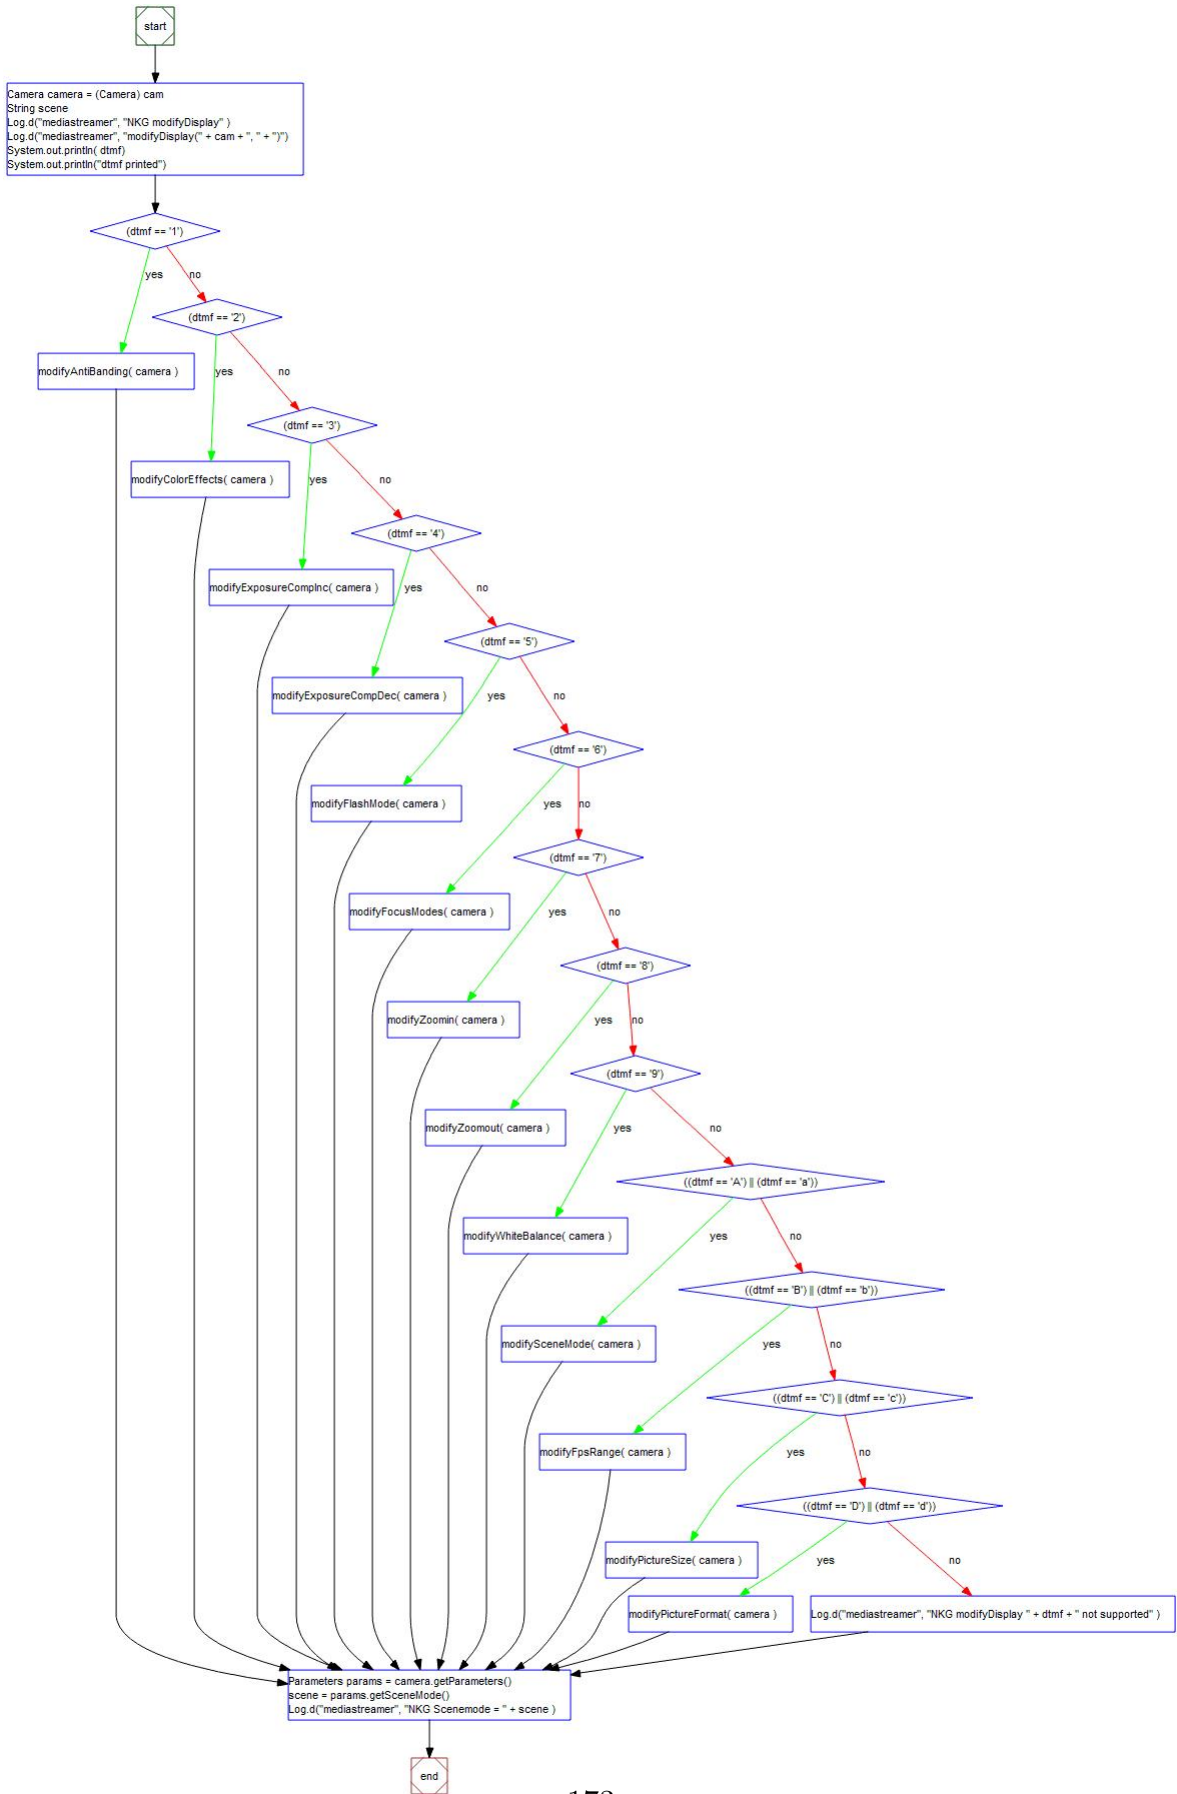 start
Camera camera = (Camera) cam
String scene
Log.d("mediastreamer", "NKG modifyDisplay" )
Log.d("mediastreamer", "modifyDisplay(" + cam + ", " + ")")
System.out.println( dtmf)
System.out.println("dtmf printed")
(dtmf == '1')
yes
no
(dtmf == '2')
modifyAntiBanding( camera )
yes
no
(dtmf == '3')
modifyColorEffects( camera )
yes
no
(dtmf == '4')
modifyExposureCompInc( camera )
yes
no
(dtmf == '5')
modifyExposureCompDec( camera )
yes
no
(dtmf == '6')
modifyFlashMode( camera )
yes
no
(dtmf == '7')
modifyFocusModes( camera )
yes
no
(dtmf == '8')
modifyZoomin( camera )
yes
no
(dtmf == '9')
modifyZoomout( camera )
yes
no
((dtmf == 'A') || (dtmf == 'a'))
modifyWhiteBalance( camera )
yes
no
((dtmf == 'B') || (dtmf == 'b'))
modifySceneMode( camera )
yes
no
((dtmf == 'C') || (dtmf == 'c'))
modifyFpsRange( camera )
yes
no
((dtmf == 'D') || (dtmf == 'd'))
modifyPictureSize( camera )
yes
no
modifyPictureFormat( camera )
Log.d("mediastreamer", "NKG modifyDisplay " + dtmf + " not supported" )
Parameters params = camera.getParameters()
scene = params.getSceneMode()
Log.d("mediastreamer", "NKG Scenemode = " + scene )
end